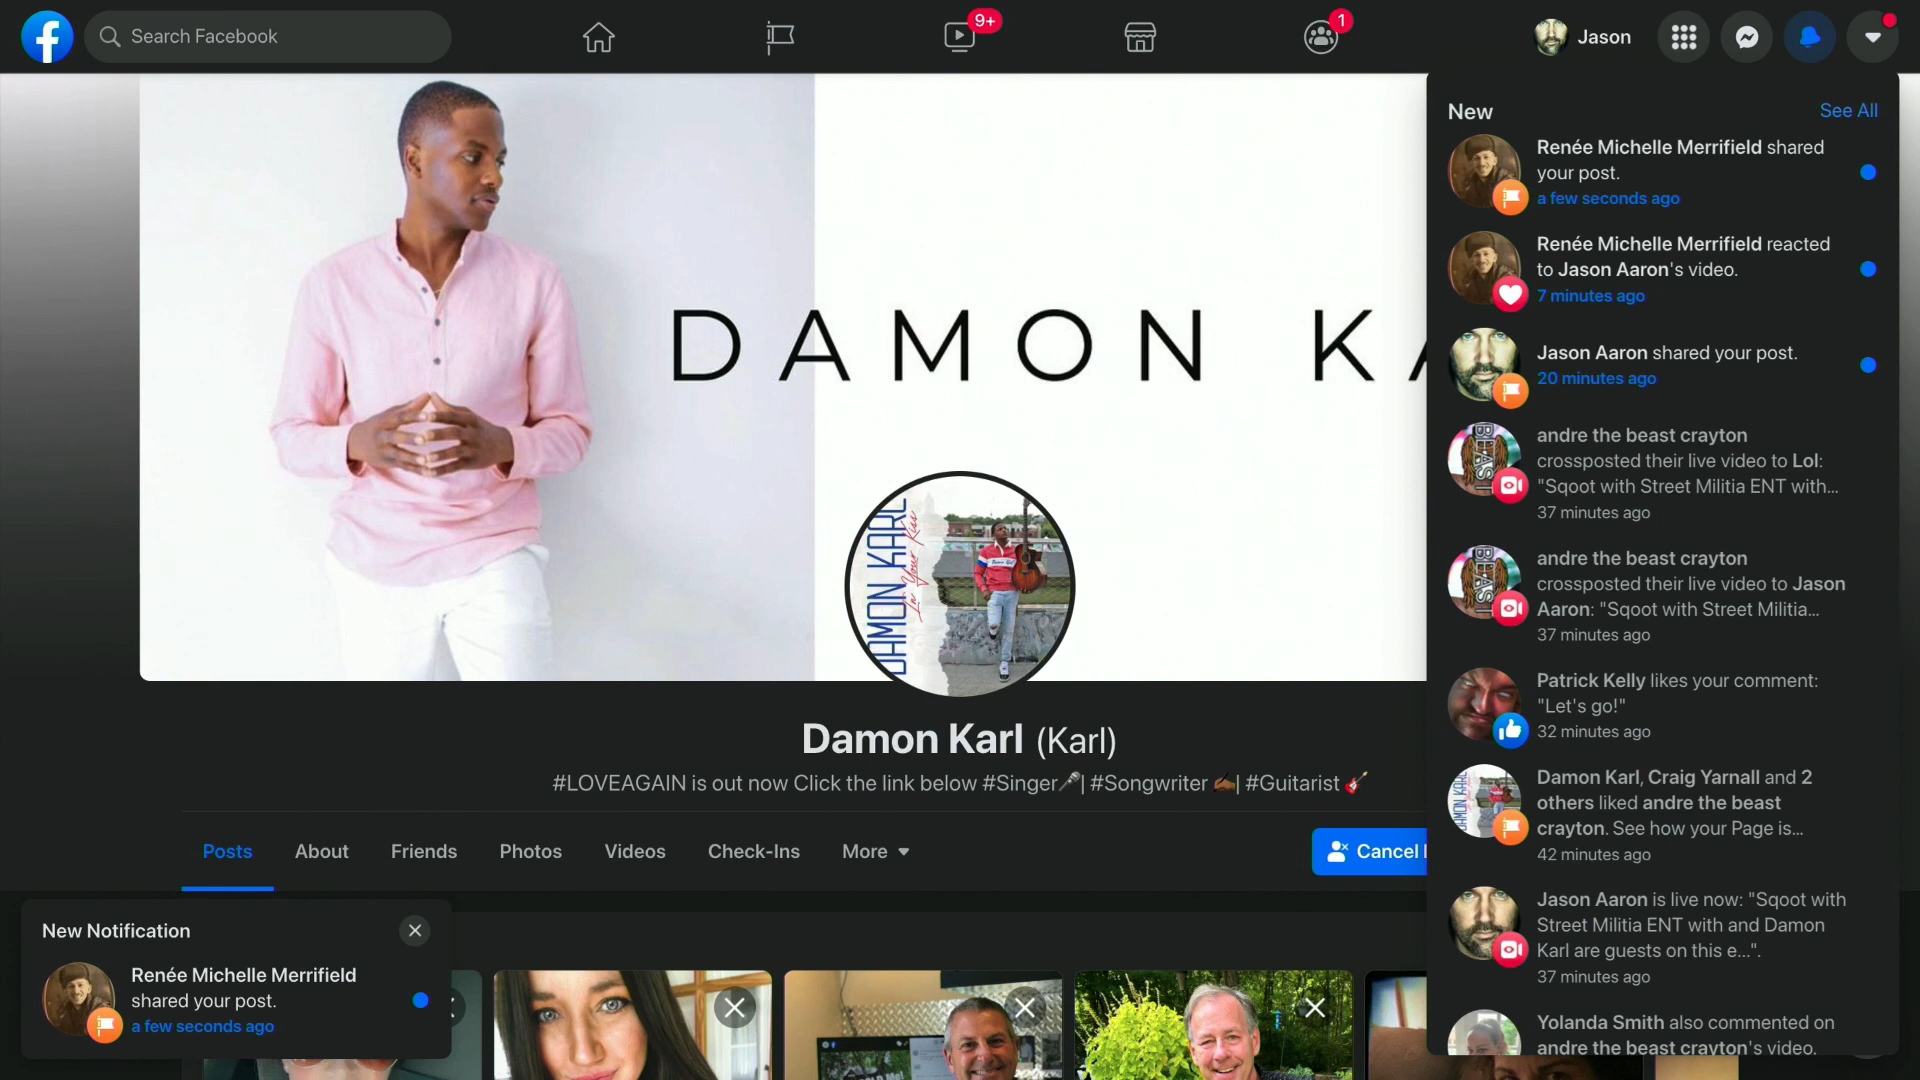 Search Facebook
9+
1
Jason
DAMON KA
DAMON KARL
In Your Kiss
Damon Karl (Karl)
#LOVEAGAIN is out now Click the link below #Singer🎤| #Songwriter ✍🏾| #Guitarist 🎸
Posts
About
Friends
Photos
Videos
Check-Ins
More
Cancel
New Notification
Renée Michelle Merrifield
shared your post.
a few seconds ago
New
See All
Renée Michelle Merrifield shared
your post.
a few seconds ago
Renée Michelle Merrifield reacted
to Jason Aaron's video.
7 minutes ago
Jason Aaron shared your post.
20 minutes ago
BEAST
andre the beast crayton
crossposted their live video to Lol:
"Sqoot with Street Militia ENT with...
37 minutes ago
BEAST
andre the beast crayton
crossposted their live video to Jason
Aaron: "Sqoot with Street Militia...
37 minutes ago
Patrick Kelly likes your comment:
"Let's go!"
32 minutes ago
DAMON KARL
Damon Karl, Craig Yarnall and 2
others liked andre the beast
crayton. See how your Page is...
42 minutes ago
Jason Aaron is live now: "Sqoot with
Street Militia ENT with and Damon
Karl are guests on this e...".
37 minutes ago
Yolanda Smith also commented on
andre the beast crayton's video.